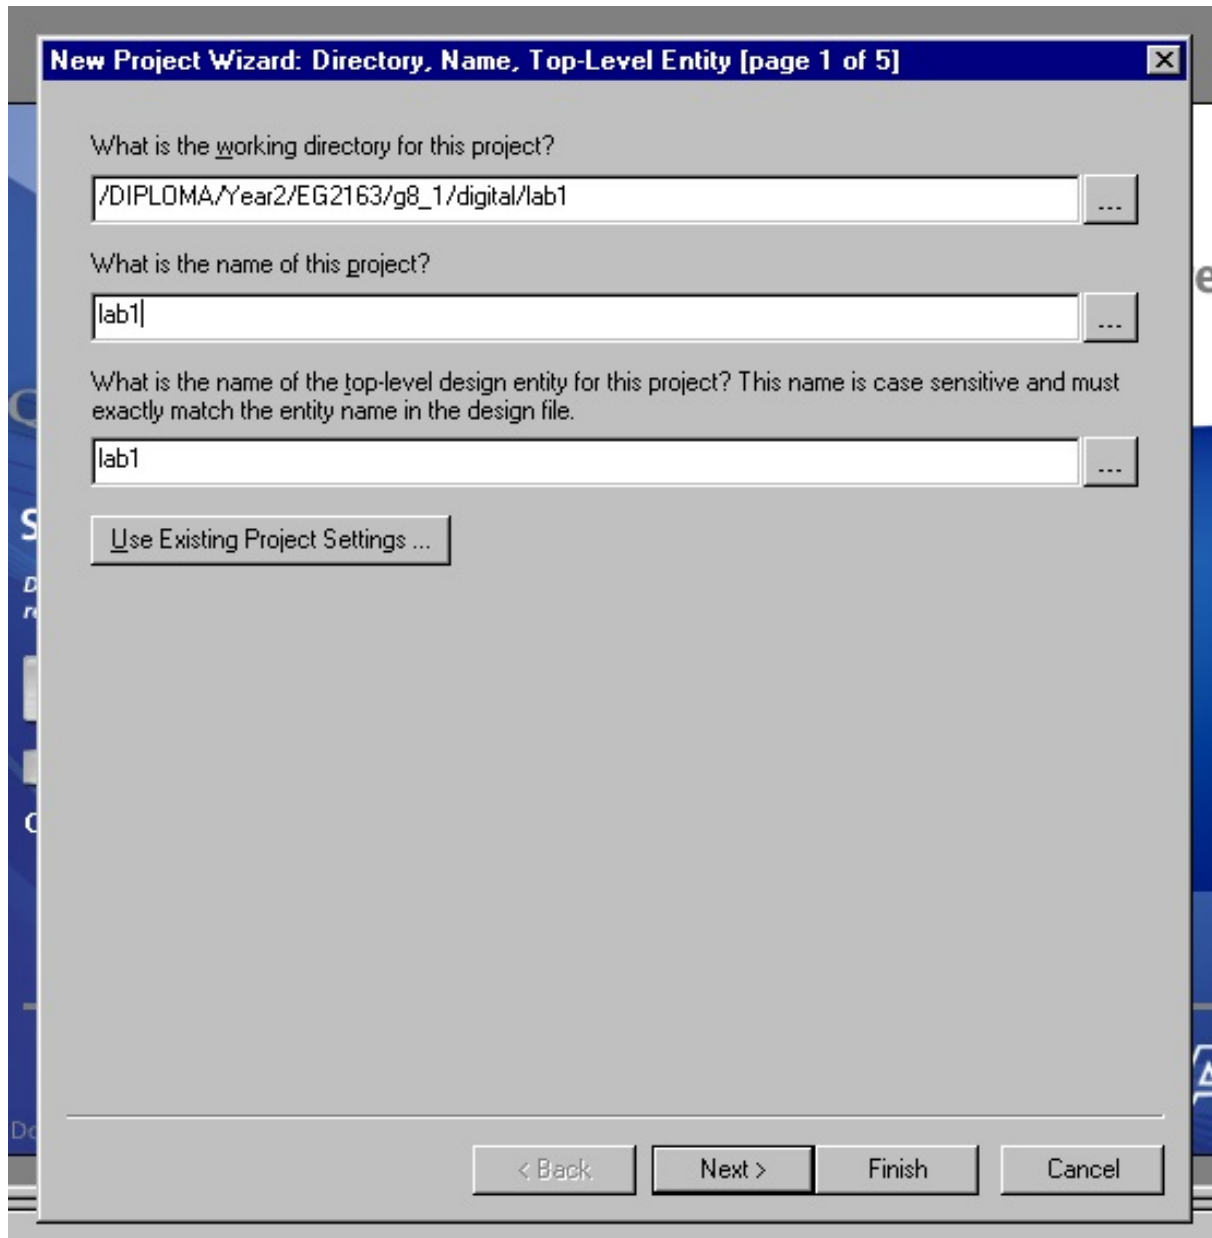 New Project Wizard: Directory, Name, Top-Level Entity [page 1 of 5]
What is the working directory for this project?
/DIPLOMA/Year2/EG2163/g8_1/digital/lab1
...
What is the name of this project?
lab1
...
What is the name of the top-level design entity for this project? This name is case sensitive and must
exactly match the entity name in the design file.
lab1
...
Use Existing Project Settings ...
< Back
Next >
Finish
Cancel